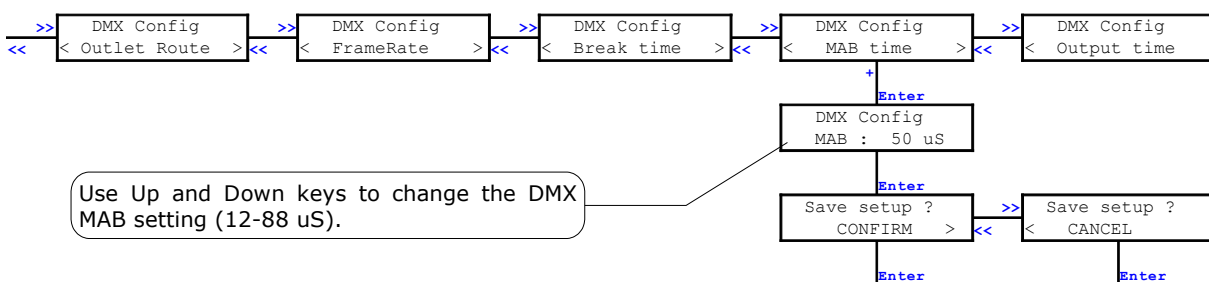 >> DMX Config >> DMX Config >> DMX Config >> DMX Config >> DMX Config
<< < Outlet Route > << < FrameRate > << < Break time > << < MAB time > << < Output time
+
Enter
DMX Config
MAB : 50 uS
Use Up and Down keys to change the DMX
MAB setting (12-88 uS).
Enter
Save setup ? >> Save setup ?
CONFIRM > << < CANCEL
Enter Enter